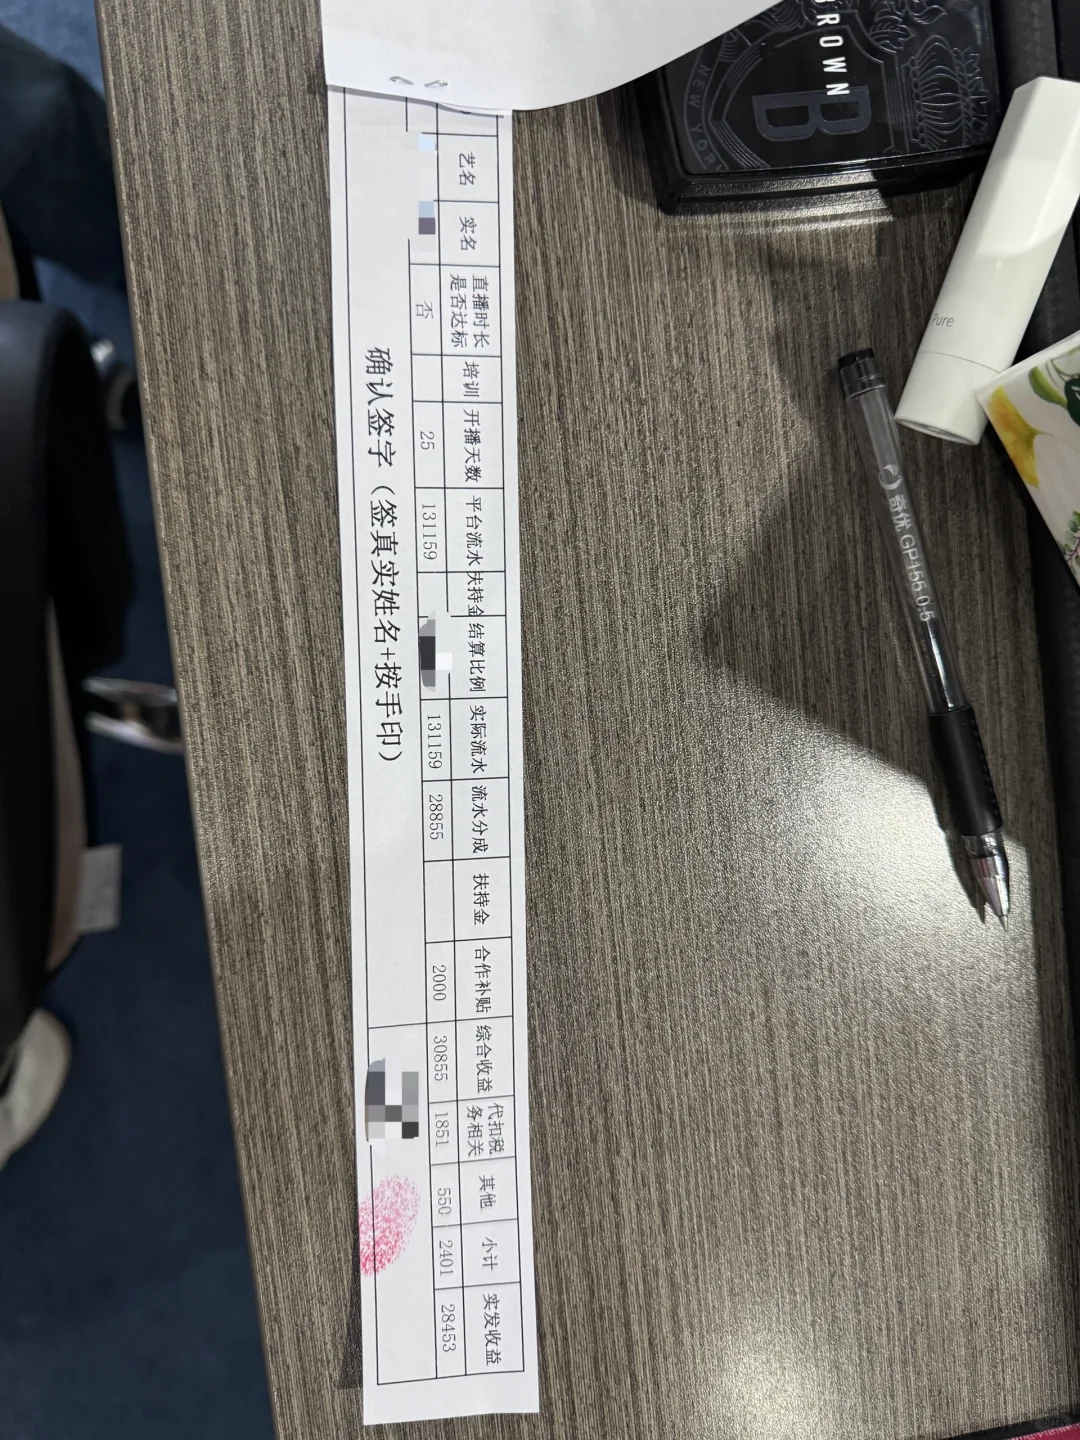 艺名 实名 直播时长是否达标 培训 开播天数 平台流水 扶持金 结算比例 实际流水 流水分成 扶持金 合作补贴 综合收益 代扣税务相关 其他 小计 实发收益
否 25 131159 131159 28855 2000 30855 1851 550 2401 28453
确认签字（签真实姓名+按手印）
BROWN
B
NEW YORK
Pure
奇优 GP155 0.5